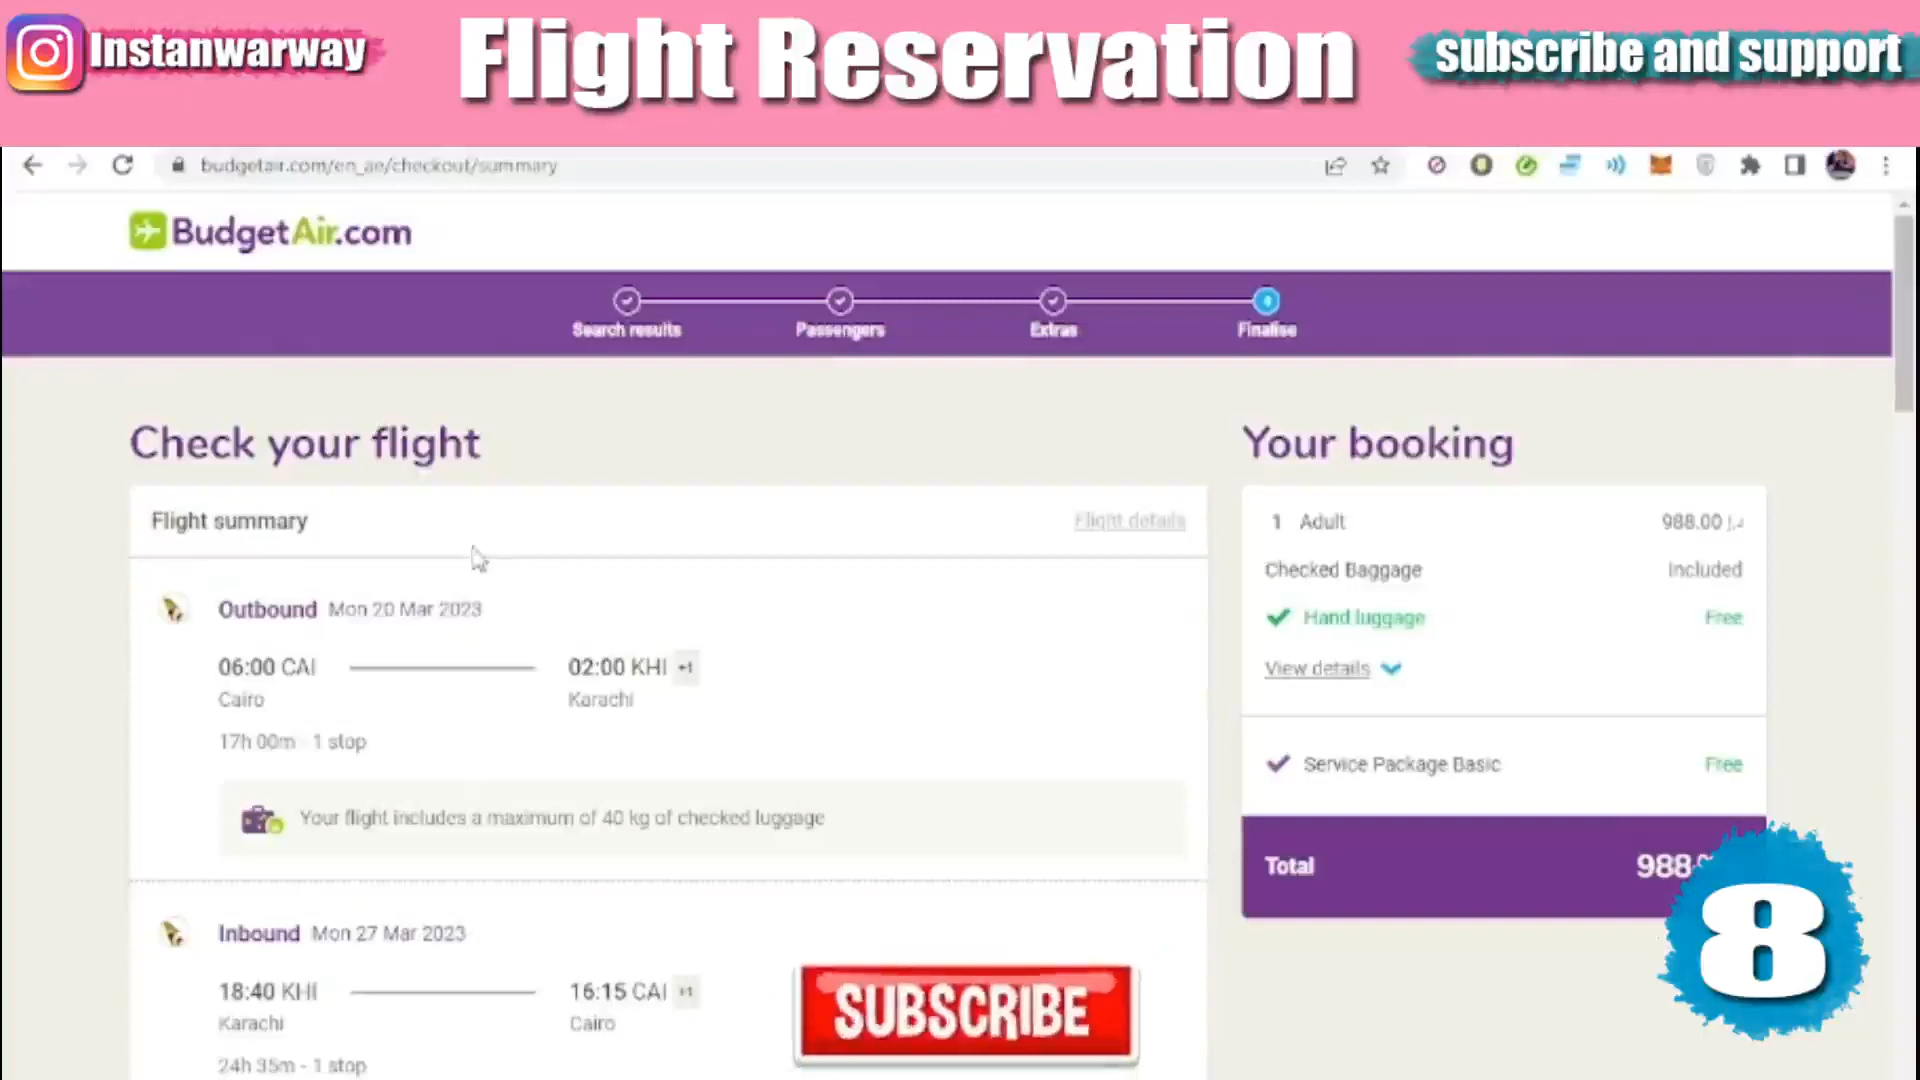 Instanwarway
Flight Reservation
subscribe and support
budgetair.com/en_ae/checkout/summary
BudgetAir.com
Search results
Passengers
Extras
Finalise
Check your flight
Flight summary
Flight details
Outbound Mon 20 Mar 2023
06:00 CAI
02:00 KHI +1
Cairo
Karachi
17h 00m - 1 stop
Your flight includes a maximum of 40 kg of checked luggage
Inbound Mon 27 Mar 2023
18:40 KHI
16:15 CAI +1
Karachi
Cairo
24h 35m - 1 stop
SUBSCRIBE
Your booking
1 Adult 988.00
Checked Baggage Included
Hand luggage Free
View details
Service Package Basic Free
Total 988
8